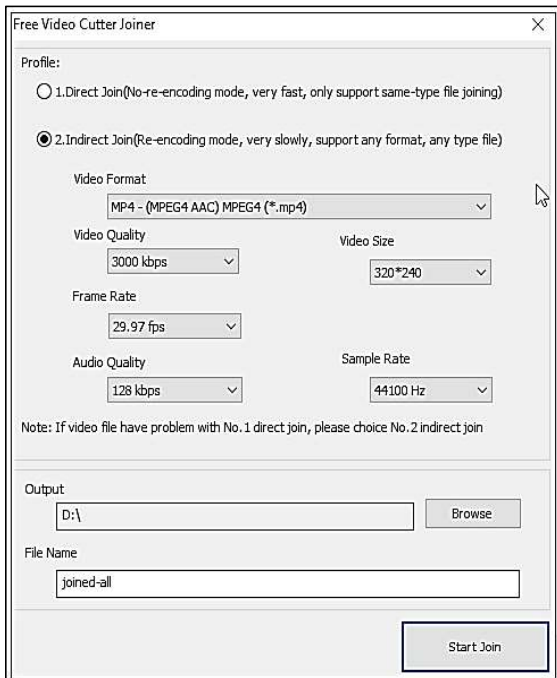 Free Video Cutter Joiner
Profile:
1.Direct Join(No-re-encoding mode, very fast, only support same-type file joining)
2.Indirect Join(Re-encoding mode, very slowly, support any format, any type file)
Video Format
MP4 - (MPEG4 AAC) MPEG4 (*.mp4)
Video Quality
Video Size
3000 kbps
320*240
Frame Rate
29.97 fps
Audio Quality
Sample Rate
128 kbps
44100 Hz
Note: If video file have problem with No.1 direct join, please choice No.2 indirect join
Output
D:\
Browse
File Name
joined-all
Start Join